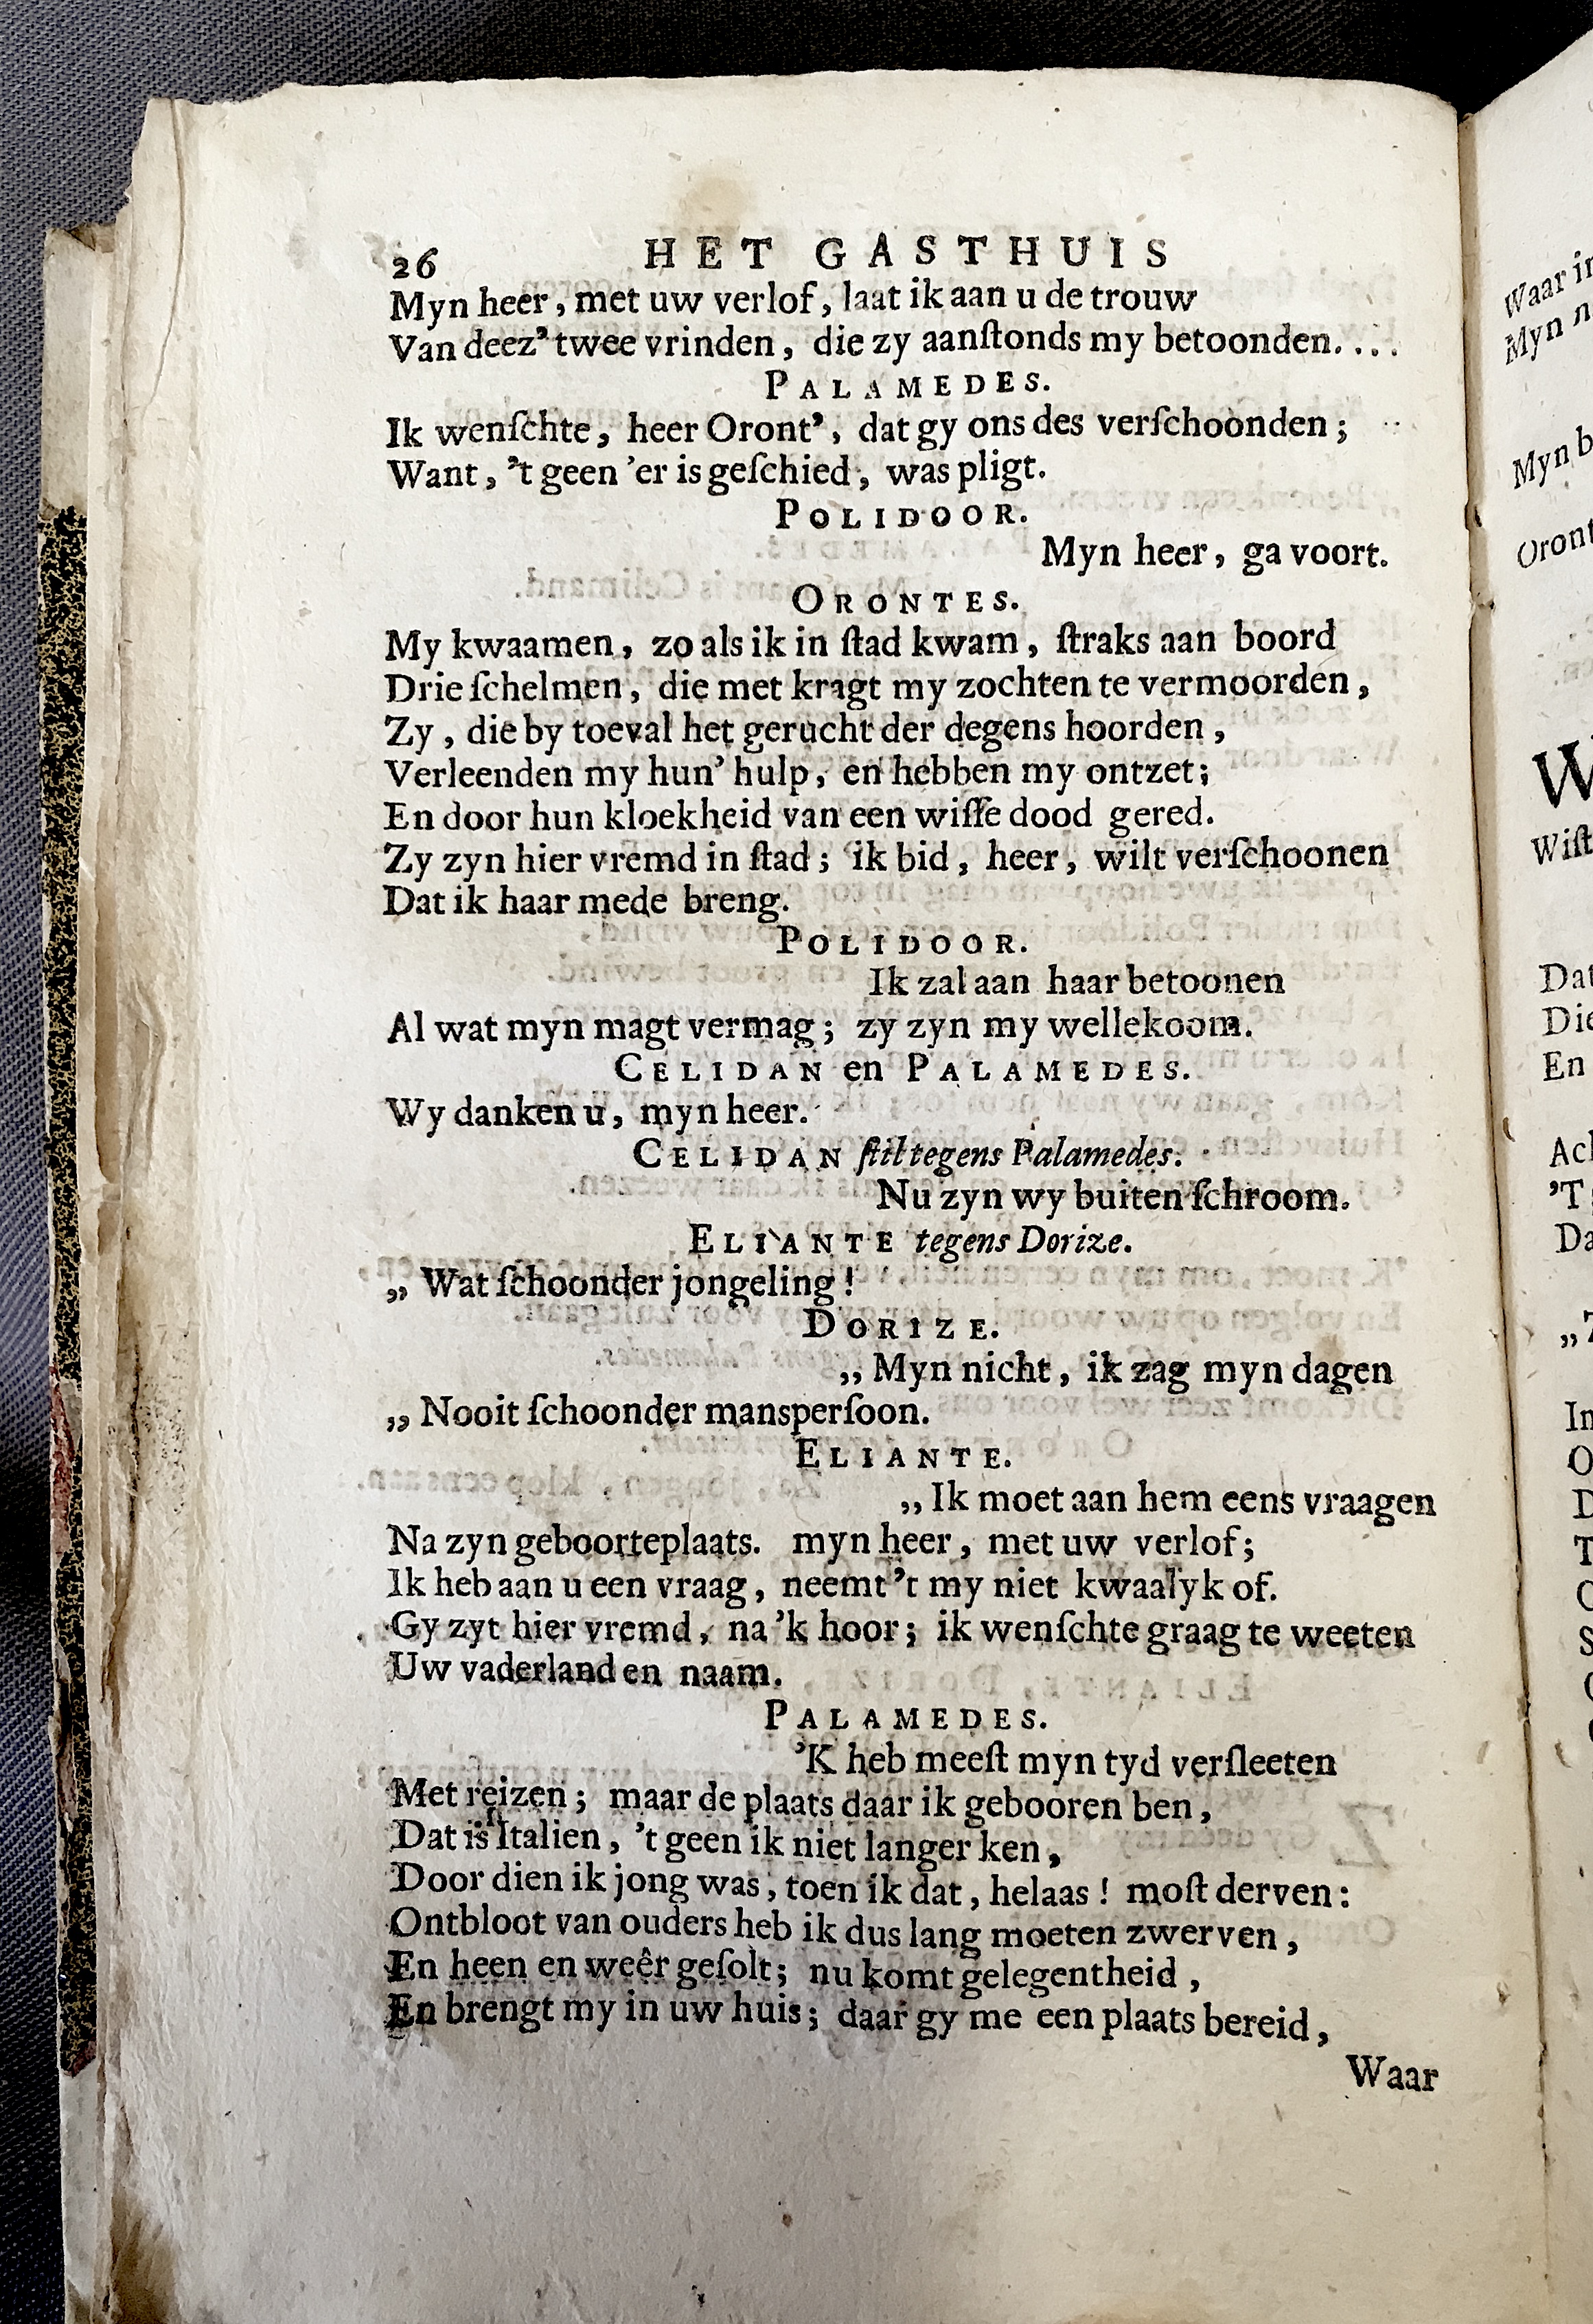 26 HET GASTHUIS
Myn heer, met uw verlof, laat ik aan u de trouw
Van deez' twee vrinden, die zy aanſtonds my betoonden....
PALAMEDES.
Ik wenſchte, heer Oront', dat gy ons des verſchoonden;
Want, 't geen 'er is geſchied, was pligt.
POLIDOOR.
Myn heer, ga voort.
ORONTES.
My kwaamen, zo als ik in ſtad kwam, ſtraks aan boord
Drie ſchelmen, die met kragt my zochten te vermoorden,
Zy, die by toeval het gerucht der degens hoorden,
Verleenden my hun' hulp, en hebben my ontzet;
En door hun kloekheid van een wiſſe dood gered.
Zy zyn hier vremd in ſtad; ik bid, heer, wilt verſchoonen
Dat ik haar mede breng.
POLIDOOR.
Ik zal aan haar betoonen
Al wat myn magt vermag; zy zyn my wellekoom.
CELIDAN en PALAMEDES.
Wy danken u, myn heer.
CELIDAN ſtil tegens Palamedes.
Nu zyn wy buiten ſchroom.
ELIANTE tegens Dorize.
„ Wat ſchoonder jongeling!
DORIZE.
„ Myn nicht, ik zag myn dagen
„ Nooit ſchoonder mansperſoon.
ELIANTE.
„ Ik moet aan hem eens vraagen
Na zyn geboorteplaats. myn heer, met uw verlof;
Ik heb aan u een vraag, neemt 't my niet kwaalyk of.
Gy zyt hier vremd, na 'k hoor; ik wenſchte graag te weeten
Uw vaderland en naam.
PALAMEDES.
'K heb meeſt myn tyd verſleeten
Met reizen; maar de plaats daar ik gebooren ben,
Dat is Italien, 't geen ik niet langer ken,
Door dien ik jong was, toen ik dat, helaas! moſt derven:
Ontbloot van ouders heb ik dus lang moeten zwerven,
En heen en weêr geſolt; nu komt gelegentheid,
En brengt my in uw huis; daar gy me een plaats bereid,
Waar
Waar
Myn
Myn
Oront
Wiſt
Dat
Die
En
'T
Da